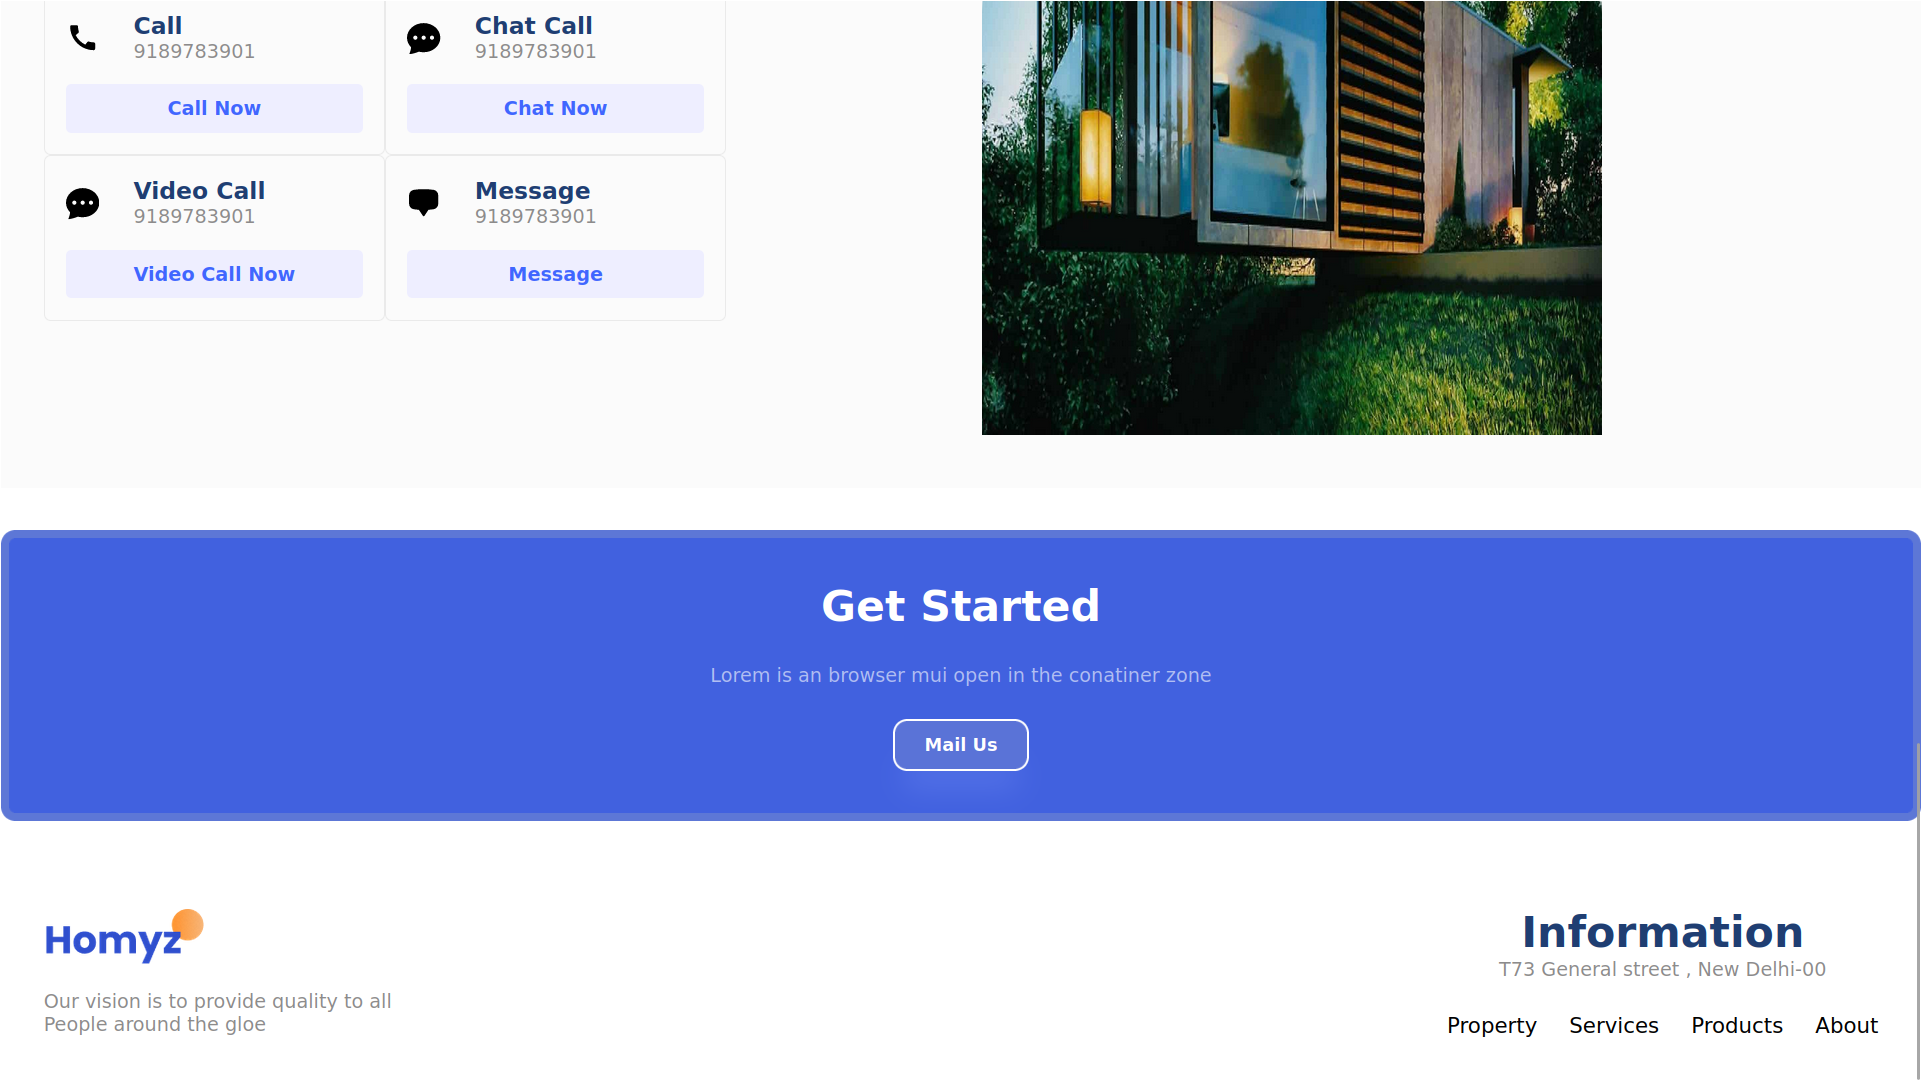 Call
9189783901
Call Now
Chat Call
9189783901
Chat Now
Video Call
9189783901
Video Call Now
Message
9189783901
Message
Get Started
Lorem is an browser mui open in the conatiner zone
Mail Us
Homyz
Our vision is to provide quality to all
People around the gloe
Information
T73 General street , New Delhi-00
Property Services Products About